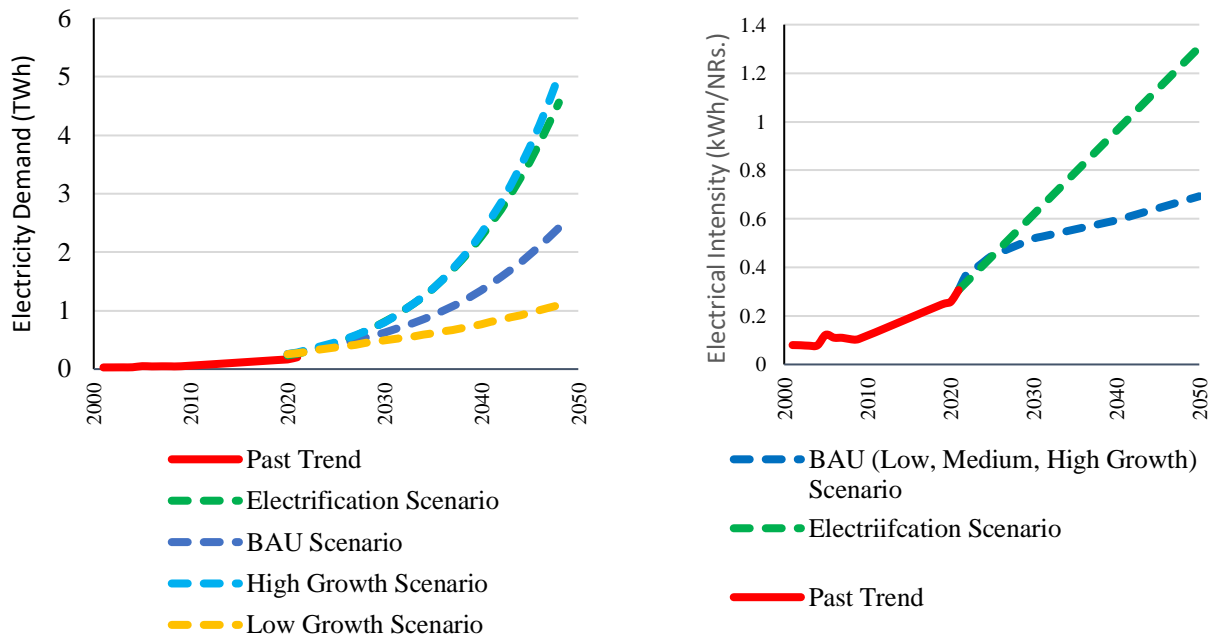 Electricity Demand (TWh)
6
5
4
3
2
1
0
2000
2010
2020
2030
2040
2050
Past Trend
Electrification Scenario
BAU Scenario
High Growth Scenario
Low Growth Scenario
Electrical Intensity (kWh/NRs.)
1.4
1.2
1
0.8
0.6
0.4
0.2
0
2000
2010
2020
2030
2040
2050
BAU (Low, Medium, High Growth)
Scenario
Electriifcation Scenario
Past Trend